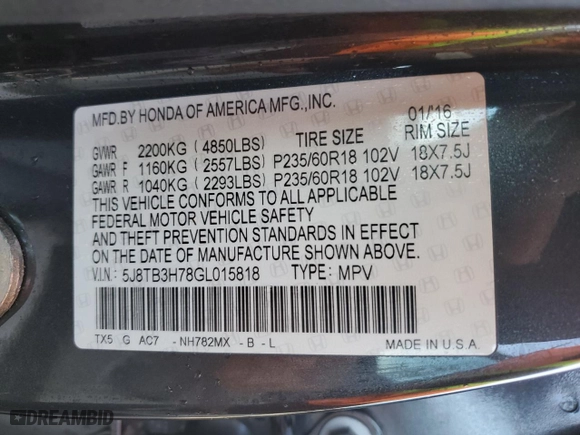 MFD.BY HONDA OF AMERICA MFG.,INC. 01/'16
GVWR 2200KG (4850LBS) TIRE SIZE RIM SIZE
GAWR F 1160KG (2557LBS) P235/60R18 102V 18X7.5J
GAWR R 1040KG (2293LBS) P235/60R18 102V 18X7.5J
THIS VEHICLE CONFORMS TO ALL APPLICABLE
FEDERAL MOTOR VEHICLE SAFETY
AND THEFT PREVENTION STANDARDS IN EFFECT
ON THE DATE OF MANUFACTURE SHOWN ABOVE.
V.I.N.: 5J8TB3H78GL015818 TYPE: MPV
TX5 G AC7 - NH782MX - B - L
MADE IN U.S.A.
DREAMBID